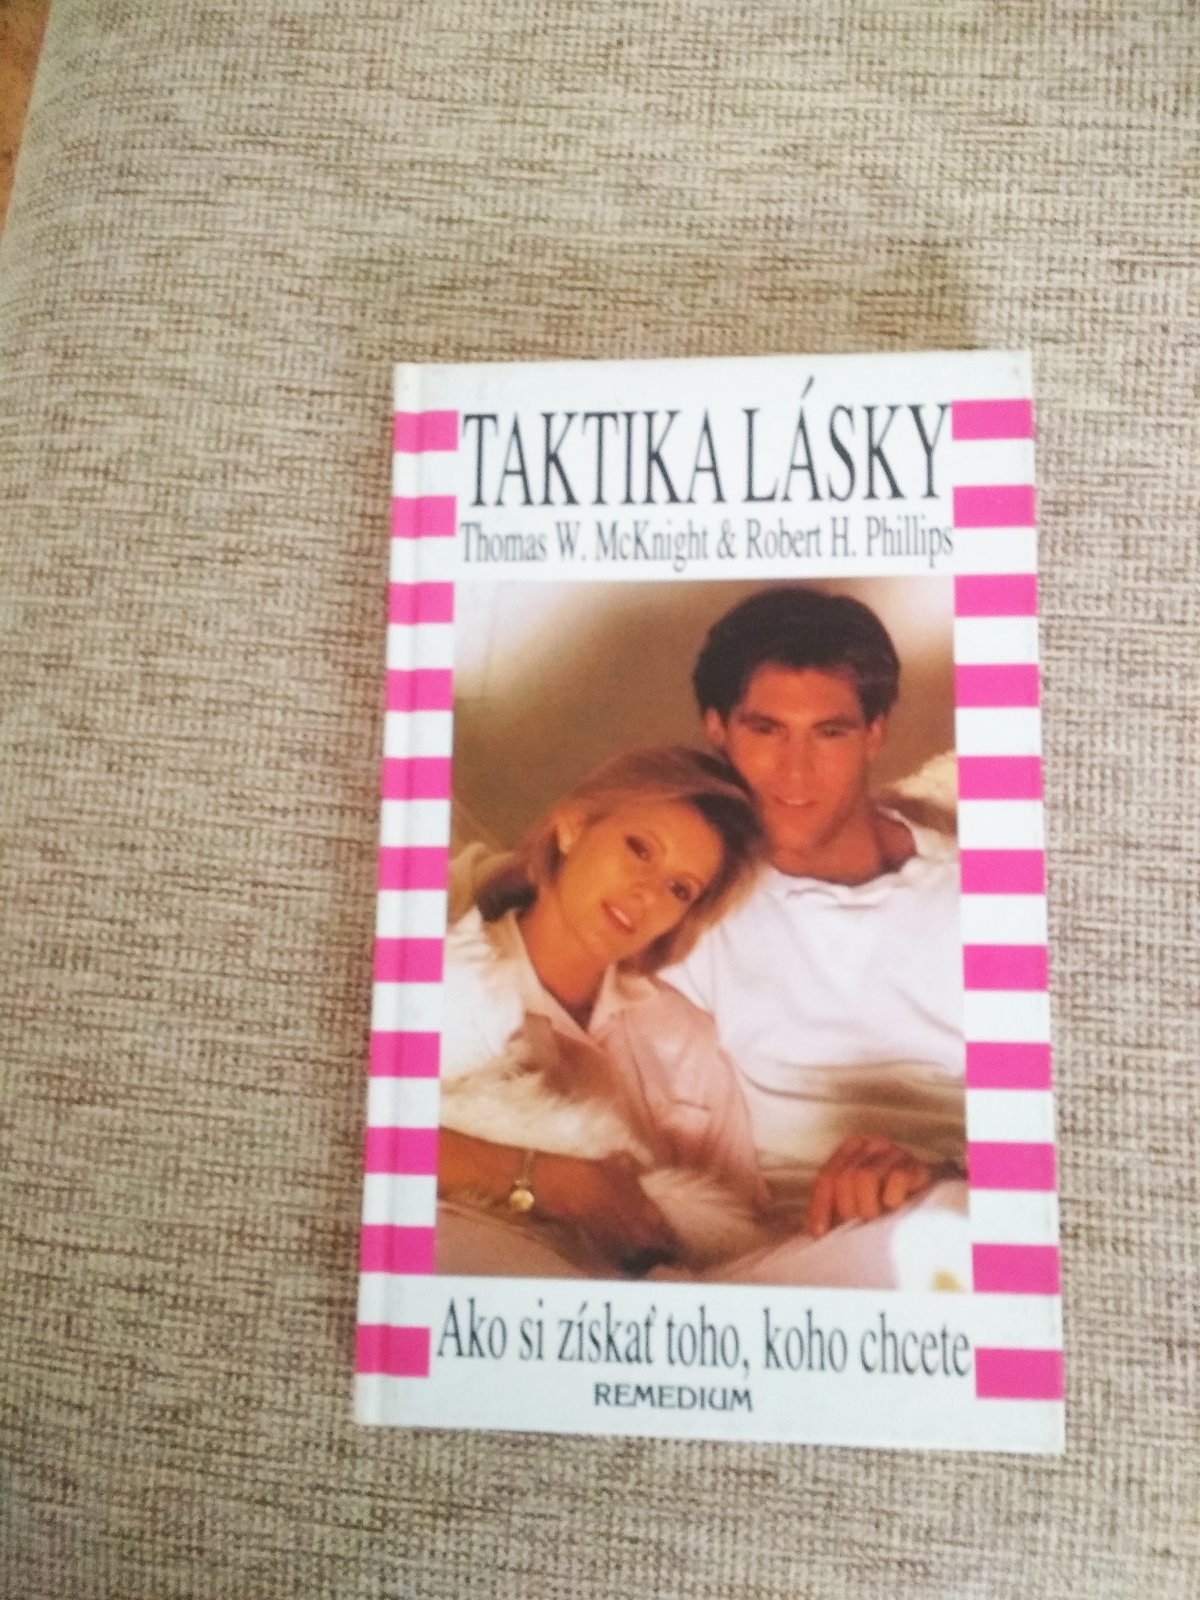 TAKTIKA LÁSKY
Thomas W. McKnight & Robert H. Phillips
Ako si získať toho, koho chcete
REMEDIUM